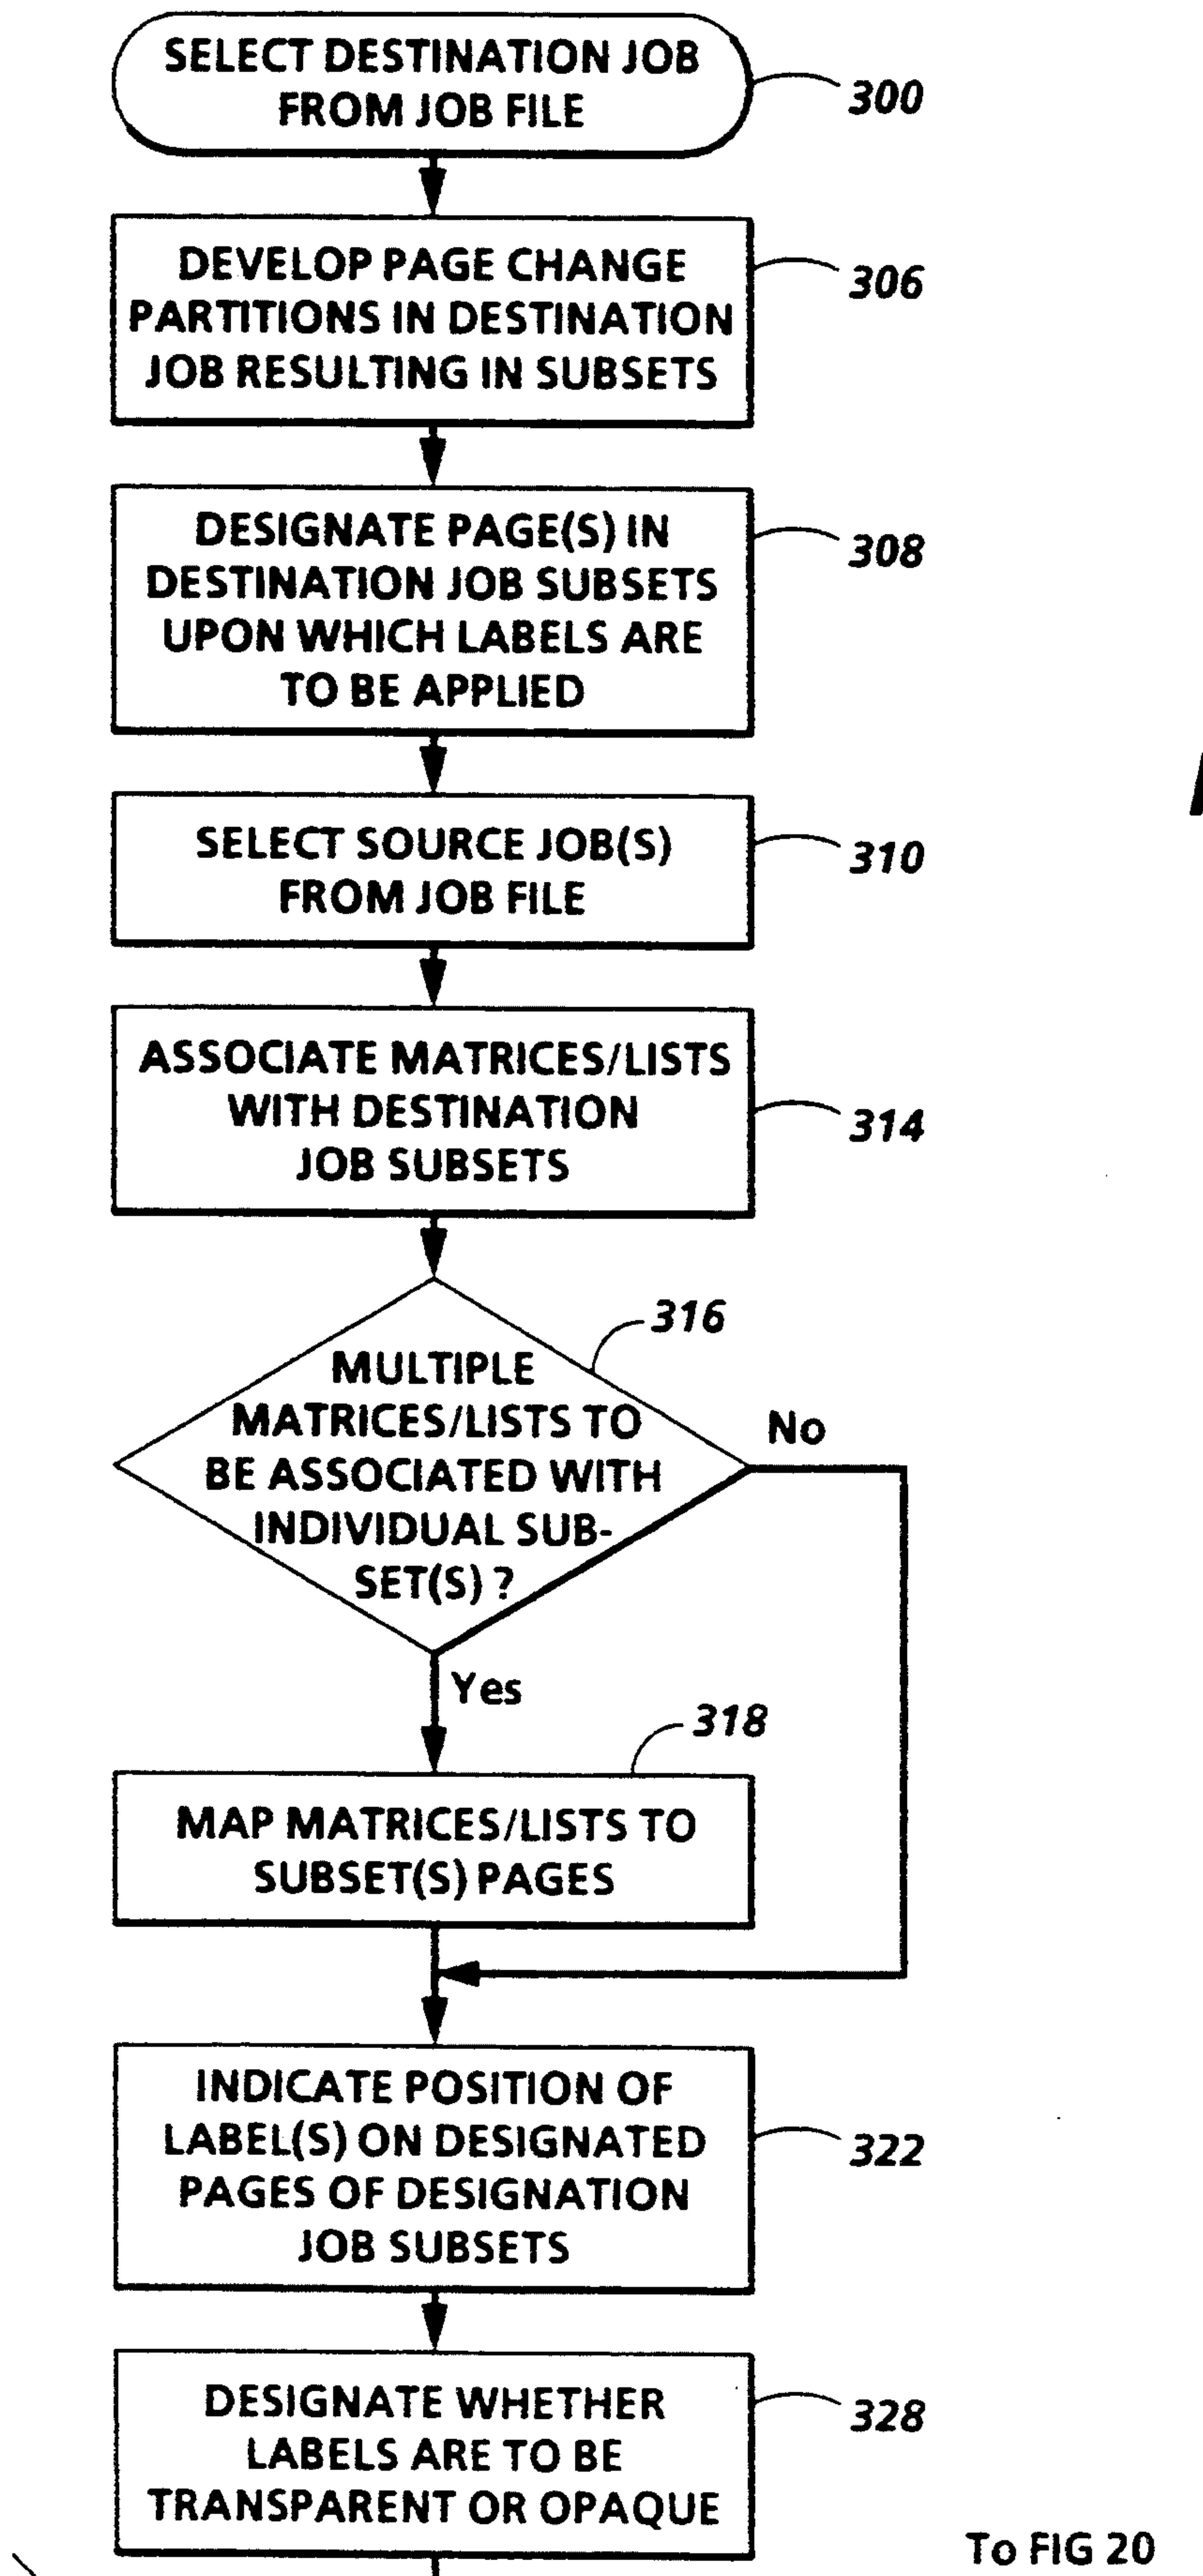 SELECT DESTINATION JOB
FROM JOB FILE
300
DEVELOP PAGE CHANGE
PARTITIONS IN DESTINATION
JOB RESULTING IN SUBSETS
306
DESIGNATE PAGE(S) IN
DESTINATION JOB SUBSETS
UPON WHICH LABELS ARE
TO BE APPLIED
308
SELECT SOURCE JOB(S)
FROM JOB FILE
310
ASSOCIATE MATRICES/LISTS
WITH DESTINATION
JOB SUBSETS
314
316
MULTIPLE
MATRICES/LISTS TO
BE ASSOCIATED WITH
INDIVIDUAL SUB-
SET(S) ?
No
Yes
318
MAP MATRICES/LISTS TO
SUBSET(S) PAGES
INDICATE POSITION OF
LABEL(S) ON DESIGNATED
PAGES OF DESIGNATION
JOB SUBSETS
322
DESIGNATE WHETHER
LABELS ARE TO BE
TRANSPARENT OR OPAQUE
328
To FIG 20